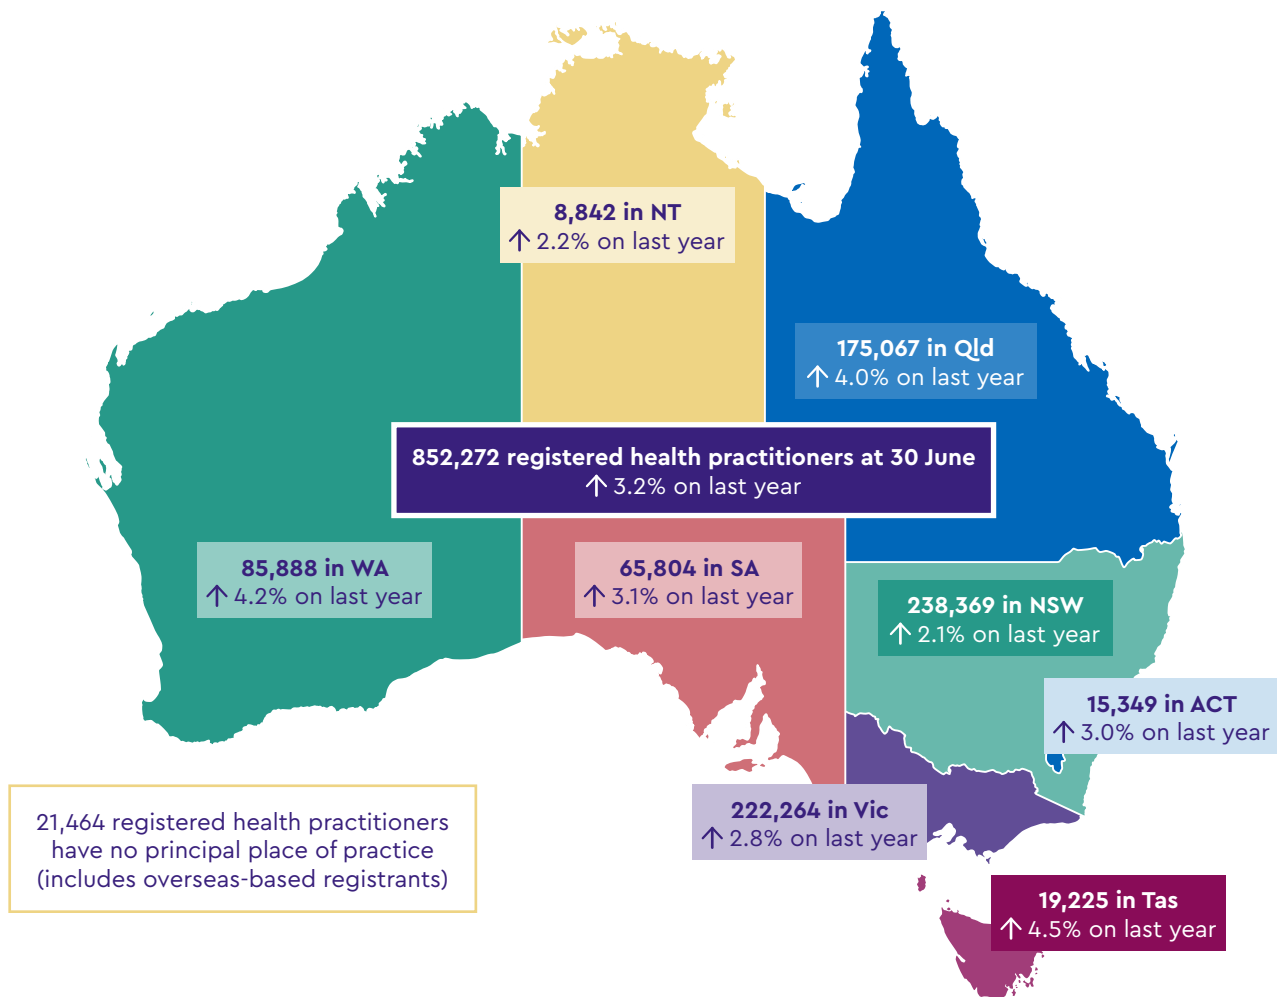 8,842 in NT
↑ 2.2% on last year
175,067 in Qld
↑ 4.0% on last year
852,272 registered health practitioners at 30 June
↑ 3.2% on last year
85,888 in WA
↑ 4.2% on last year
65,804 in SA
↑ 3.1% on last year
238,369 in NSW
↑ 2.1% on last year
15,349 in ACT
↑ 3.0% on last year
222,264 in Vic
↑ 2.8% on last year
21,464 registered health practitioners
have no principal place of practice
(includes overseas-based registrants)
19,225 in Tas
↑ 4.5% on last year